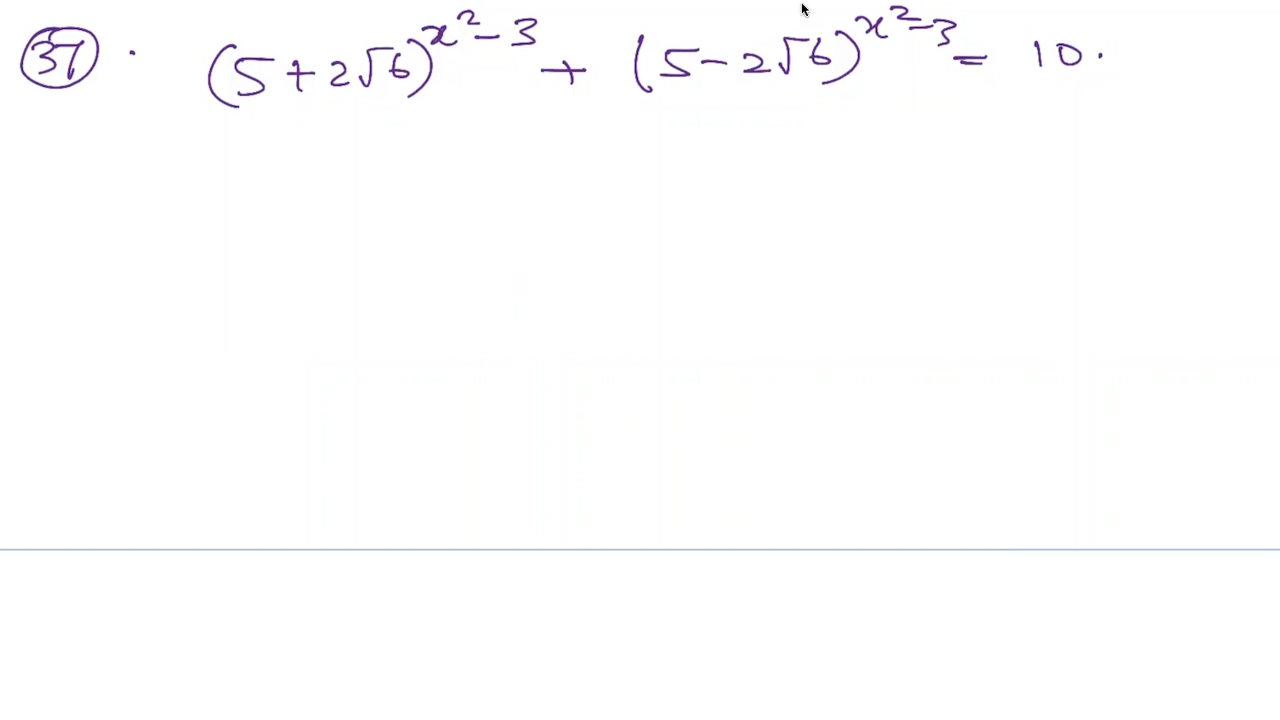 37. (5+2√6)^{x²-3} + (5-2√6)^{x²-3} = 10.